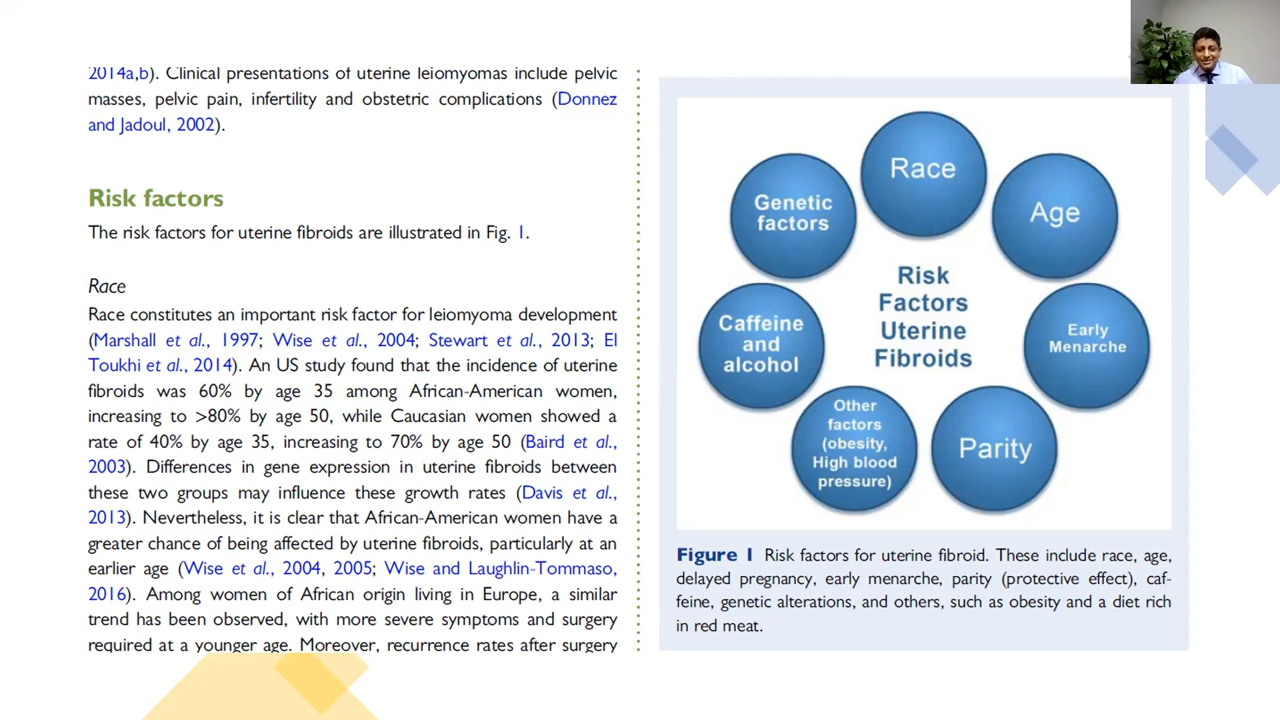 2014a,b). Clinical presentations of uterine leiomyomas include pelvic
masses, pelvic pain, infertility and obstetric complications (Donnez
and Jadoul, 2002).
Risk factors
The risk factors for uterine fibroids are illustrated in Fig. 1.
Race
Race constitutes an important risk factor for leiomyoma development
(Marshall et al., 1997; Wise et al., 2004; Stewart et al., 2013; El
Toukhi et al., 2014). An US study found that the incidence of uterine
fibroids was 60% by age 35 among African-American women,
increasing to >80% by age 50, while Caucasian women showed a
rate of 40% by age 35, increasing to 70% by age 50 (Baird et al.,
2003). Differences in gene expression in uterine fibroids between
these two groups may influence these growth rates (Davis et al.,
2013). Nevertheless, it is clear that African-American women have a
greater chance of being affected by uterine fibroids, particularly at an
earlier age (Wise et al., 2004, 2005; Wise and Laughlin-Tommaso,
2016). Among women of African origin living in Europe, a similar
trend has been observed, with more severe symptoms and surgery
required at a younger age. Moreover, recurrence rates after surgery
Race
Age
Early
Menarche
Parity
Other
factors
(obesity,
High blood
pressure)
Caffeine
and
alcohol
Genetic
factors
Risk
Factors
Uterine
Fibroids
Figure 1 Risk factors for uterine fibroid. These include race, age,
delayed pregnancy, early menarche, parity (protective effect), caf-
feine, genetic alterations, and others, such as obesity and a diet rich
in red meat.